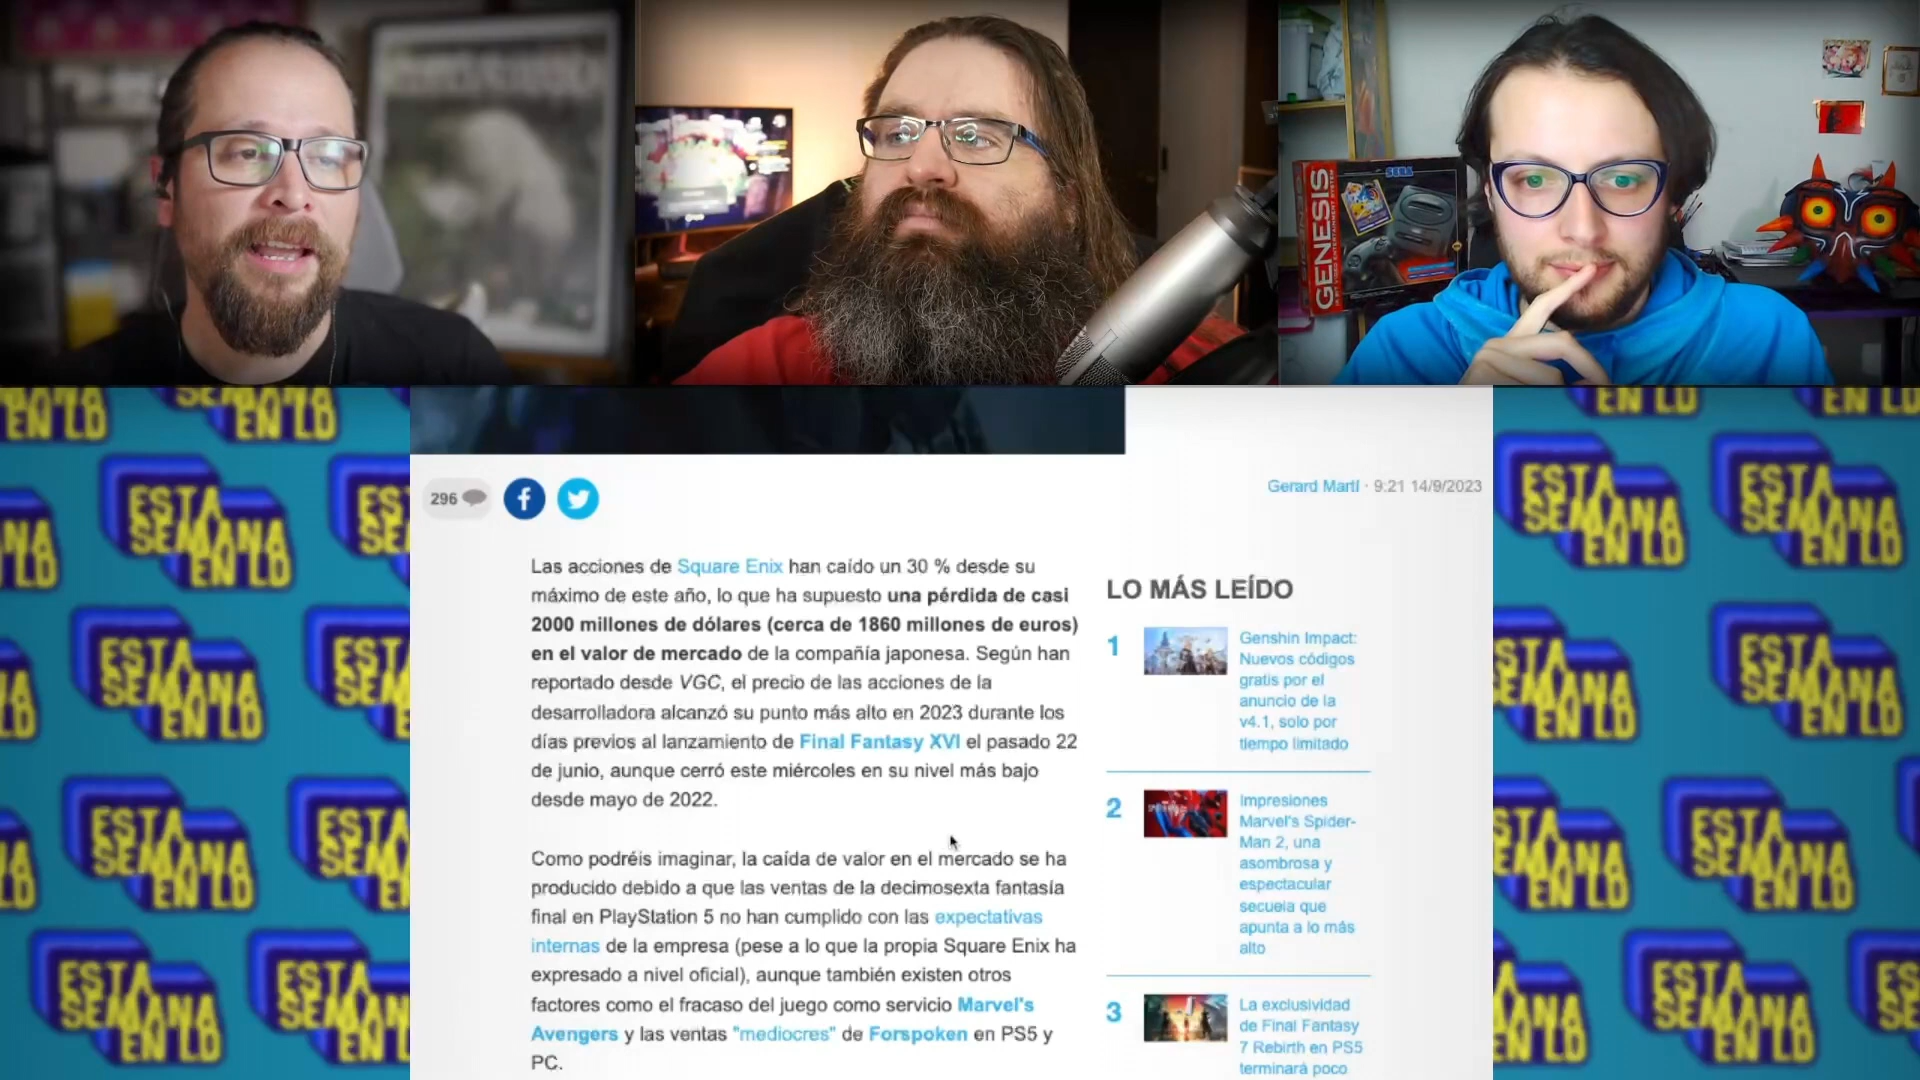 SEGA
GENESIS
296
Gerard Martí · 9:21 14/9/2023
Las acciones de Square Enix han caído un 30 % desde su
máximo de este año, lo que ha supuesto una pérdida de casi
2000 millones de dólares (cerca de 1860 millones de euros)
en el valor de mercado de la compañía japonesa. Según han
reportado desde VGC, el precio de las acciones de la
desarrolladora alcanzó su punto más alto en 2023 durante los
días previos al lanzamiento de Final Fantasy XVI el pasado 22
de junio, aunque cerró este miércoles en su nivel más bajo
desde mayo de 2022.
Como podréis imaginar, la caída de valor en el mercado se ha
producido debido a que las ventas de la decimosexta fantasía
final en PlayStation 5 no han cumplido con las expectativas
internas de la empresa (pese a lo que la propia Square Enix ha
expresado a nivel oficial), aunque también existen otros
factores como el fracaso del juego como servicio Marvel's
Avengers y las ventas "mediocres" de Forspoken en PS5 y
PC.
LO MÁS LEÍDO
1
Genshin Impact:
Nuevos códigos
gratis por el
anuncio de la
v4.1, solo por
tiempo limitado
2
Impresiones
Marvel's Spider-
Man 2, una
asombrosa y
espectacular
secuela que
apunta a lo más
alto
3
La exclusividad
de Final Fantasy
7 Rebirth en PS5
terminará poco
ESTA
SEMANA
EN LD